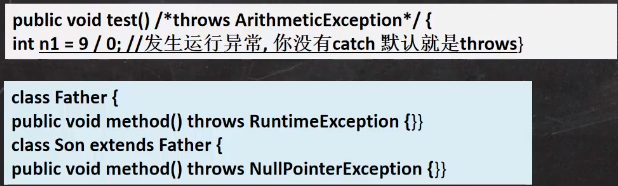 public void test() /*throws ArithmeticException*/ {
int n1 = 9 / 0; //发生运行异常, 你没有catch 默认就是throws}
class Father {
public void method() throws RuntimeException {}}
class Son extends Father {
public void method() throws NullPointerException {}}